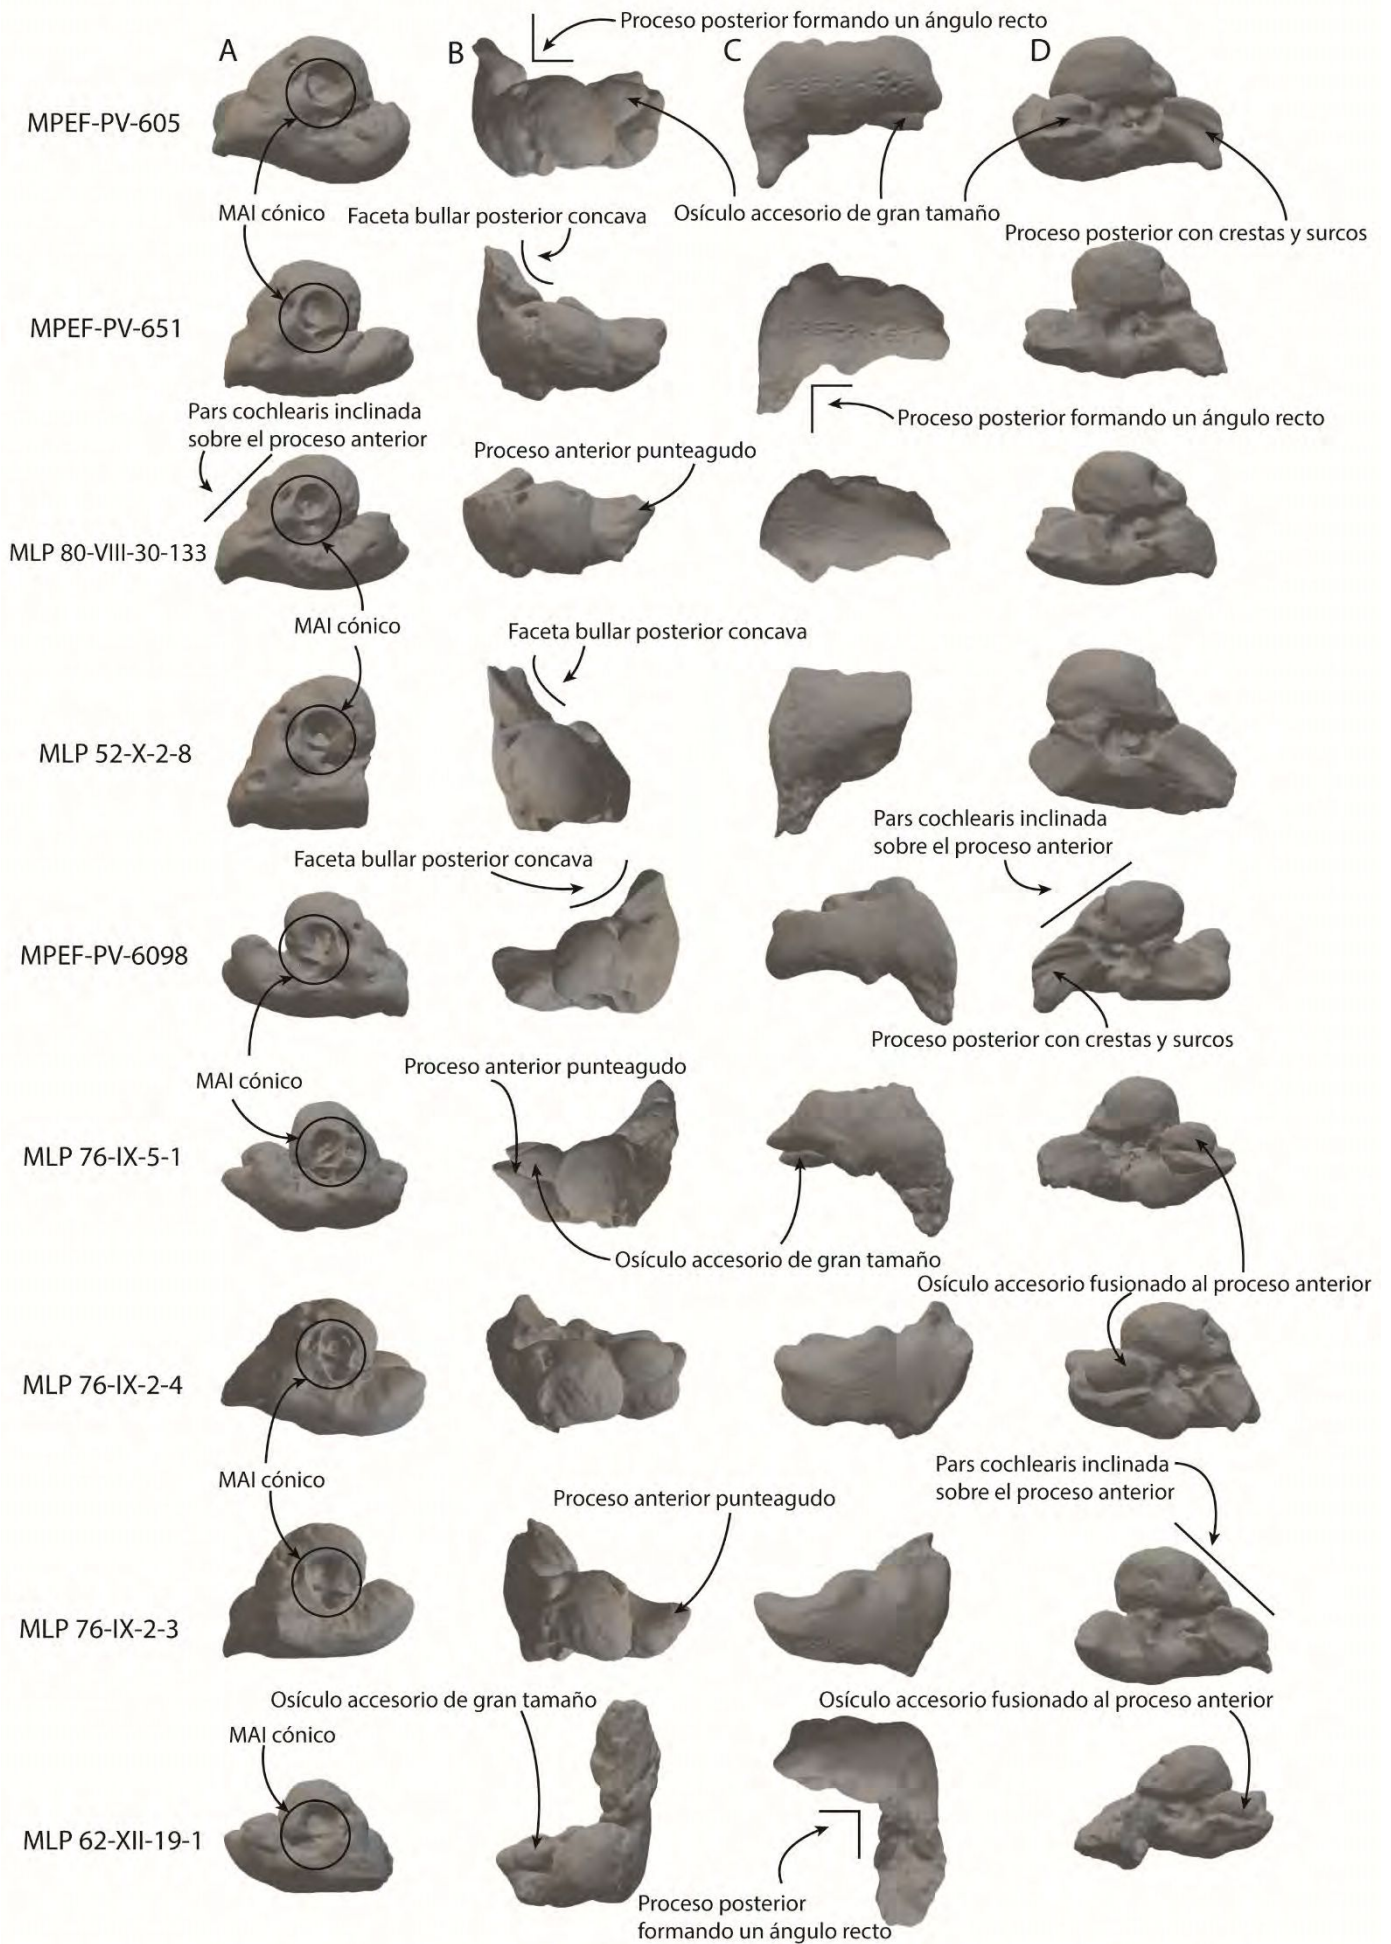 Proceso posterior formando un ángulo recto
A
B
C
D
MPEF-PV-605
MAI cónico
Faceta bullar posterior concava
Osículo accesorio de gran tamaño
Proceso posterior con crestas y surcos
MPEF-PV-651
Pars cochlearis inclinada
sobre el proceso anterior
Proceso posterior formando un ángulo recto
Proceso anterior punteagudo
MLP 80-VIII-30-133
MAI cónico
Faceta bullar posterior concava
MLP 52-X-2-8
Pars cochlearis inclinada
sobre el proceso anterior
Faceta bullar posterior concava
MPEF-PV-6098
Proceso posterior con crestas y surcos
Proceso anterior punteagudo
MAI cónico
MLP 76-IX-5-1
Osículo accesorio de gran tamaño
Osículo accesorio fusionado al proceso anterior
MLP 76-IX-2-4
MAI cónico
Pars cochlearis inclinada
sobre el proceso anterior
Proceso anterior punteagudo
MLP 76-IX-2-3
Osículo accesorio de gran tamaño
Osículo accesorio fusionado al proceso anterior
MAI cónico
MLP 62-XII-19-1
Proceso posterior
formando un ángulo recto